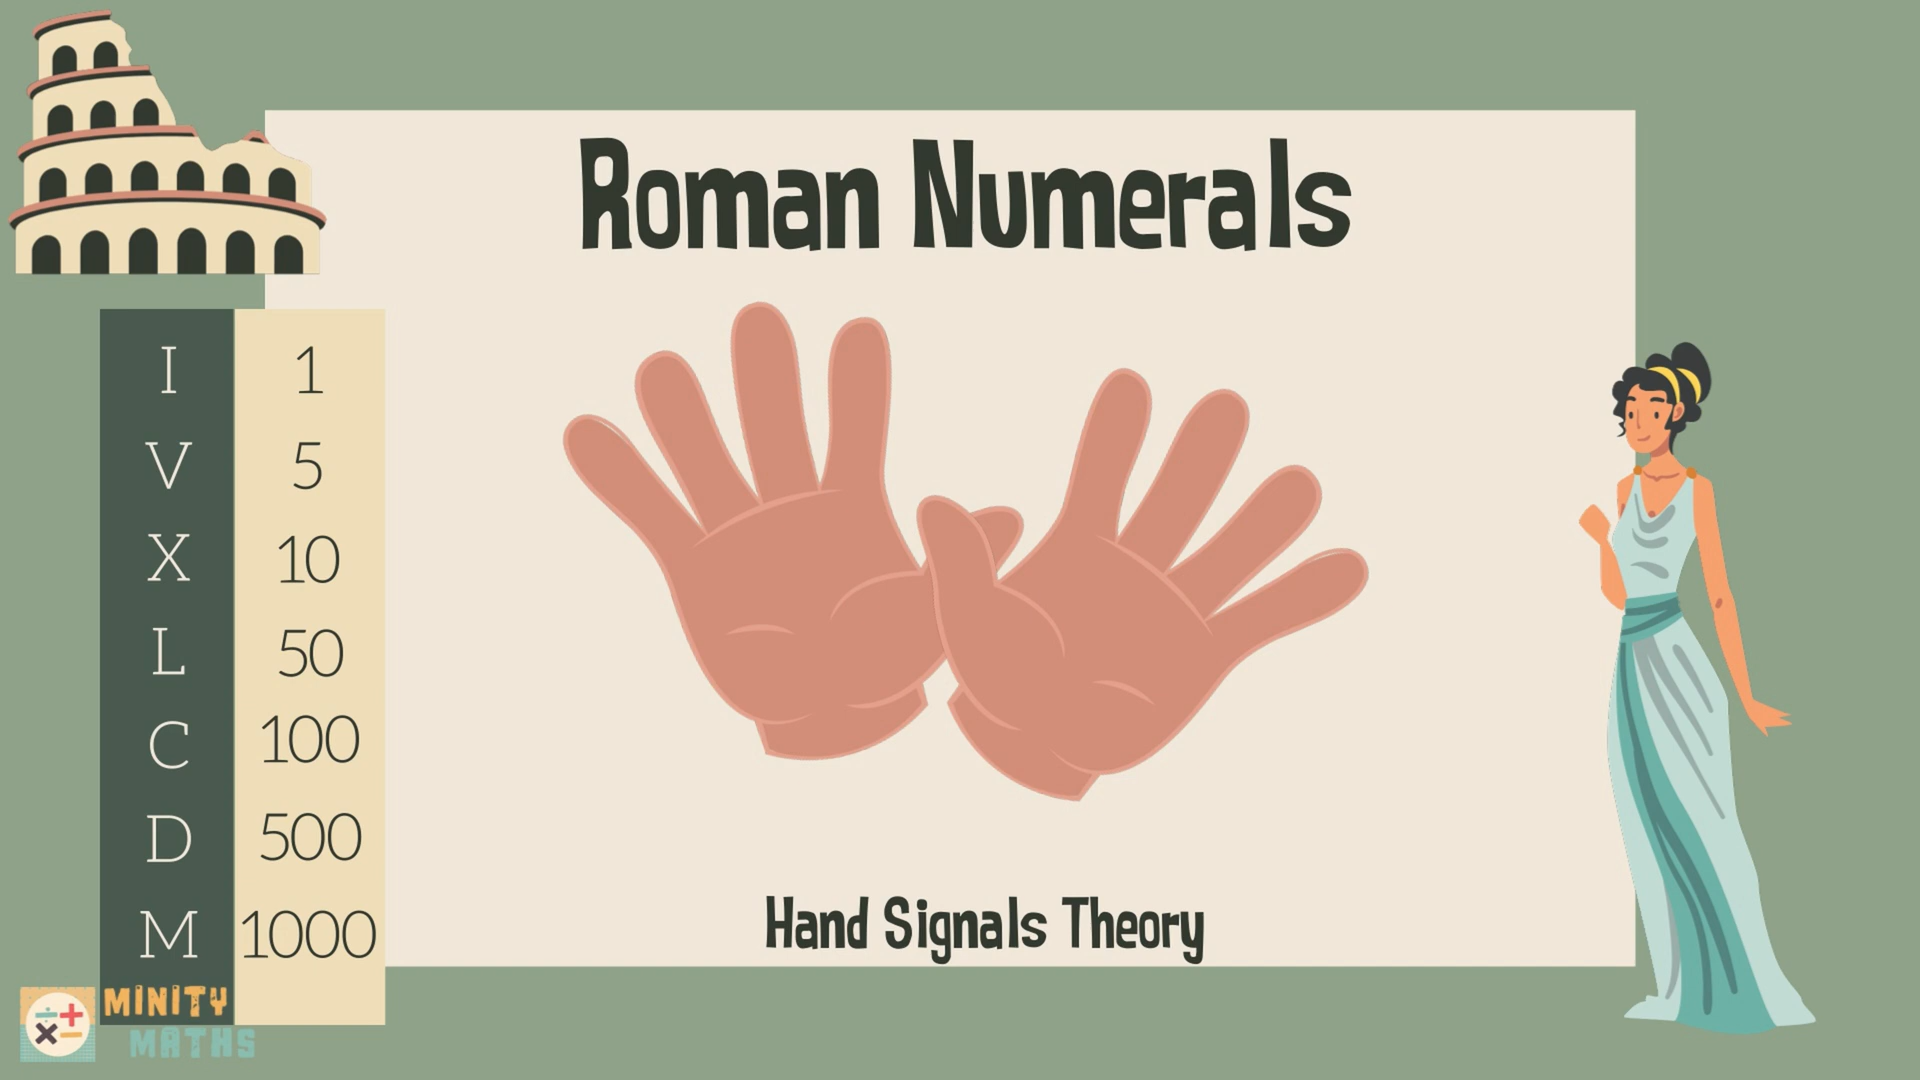 Roman Numerals
I 1
V 5
X 10
L 50
C 100
D 500
M 1000
Hand Signals Theory
MINITY
MATHS